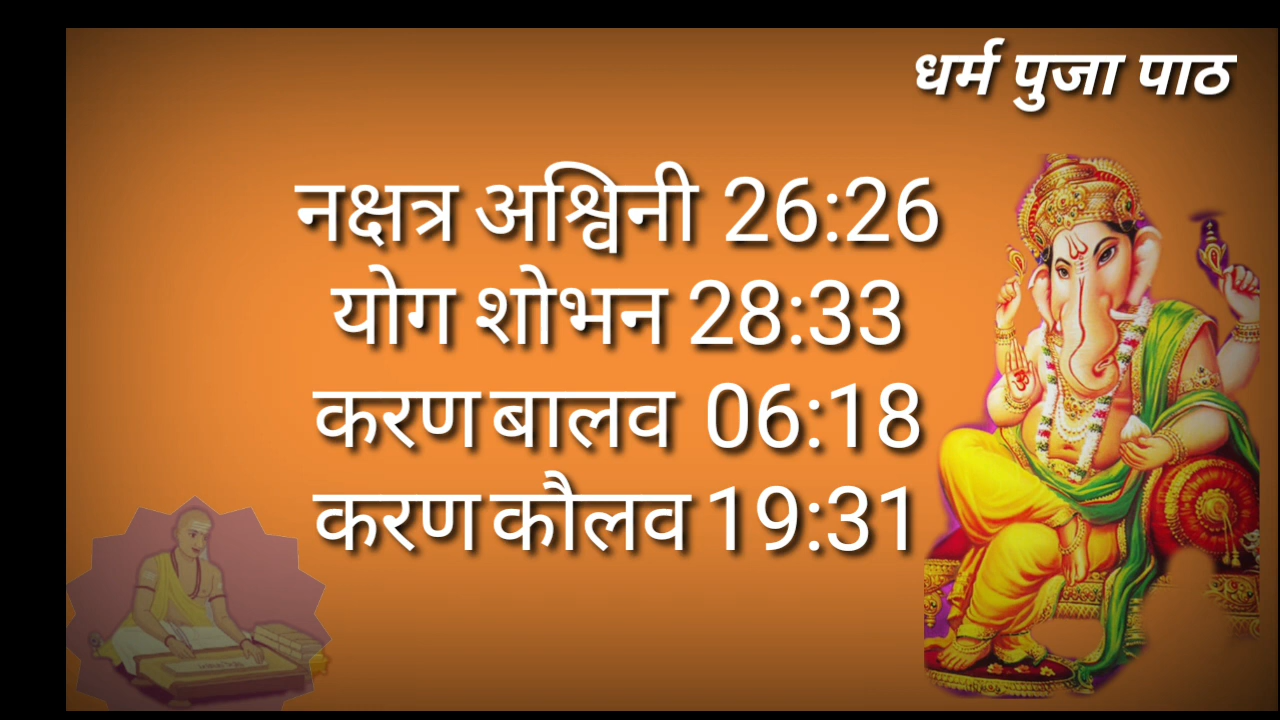 धर्म पुजा पाठ
नक्षत्र अश्विनी 26:26
योग शोभन 28:33
करण बालव 06:18
करण कौलव 19:31